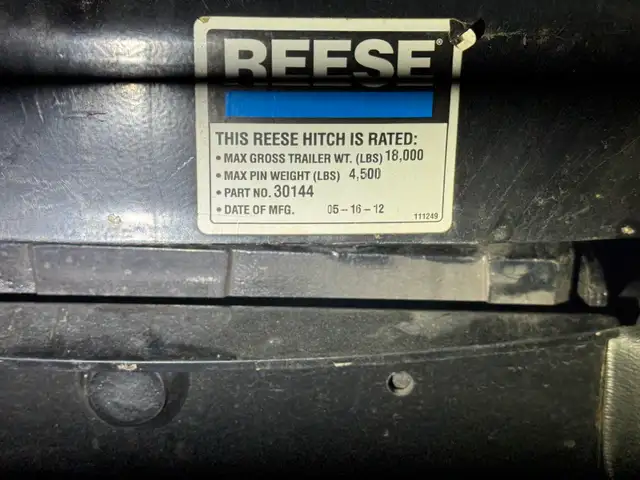 REESE®
THIS REESE HITCH IS RATED:
• MAX GROSS TRAILER WT. (LBS) 18,000
• MAX PIN WEIGHT (LBS) 4,500
• PART NO. 30144
• DATE OF MFG. 05-16-12
111249